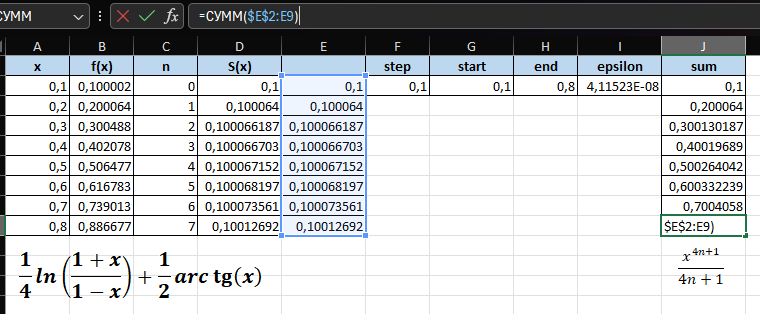 СУММ fx =СУММ($E$2:E9)
A B C D E F G H I J
x f(x) n S(x) step start end epsilon sum
0,1 0,100002 0 0,1 0,1 0,1 0,1 0,8 4,11523E-08 0,1
0,2 0,200064 1 0,100064 0,100064 0,200064
0,3 0,300488 2 0,100066187 0,100066187 0,300130187
0,4 0,402078 3 0,100066703 0,100066703 0,40019689
0,5 0,506477 4 0,100067152 0,100067152 0,500264042
0,6 0,616783 5 0,100068197 0,100068197 0,600332239
0,7 0,739013 6 0,100073561 0,100073561 0,7004058
0,8 0,886677 7 0,10012692 0,10012692 $E$2:E9)
1/4 ln((1 + x)/(1 − x)) + 1/2 arc tg(x)
x^(4n+1)/(4n + 1)